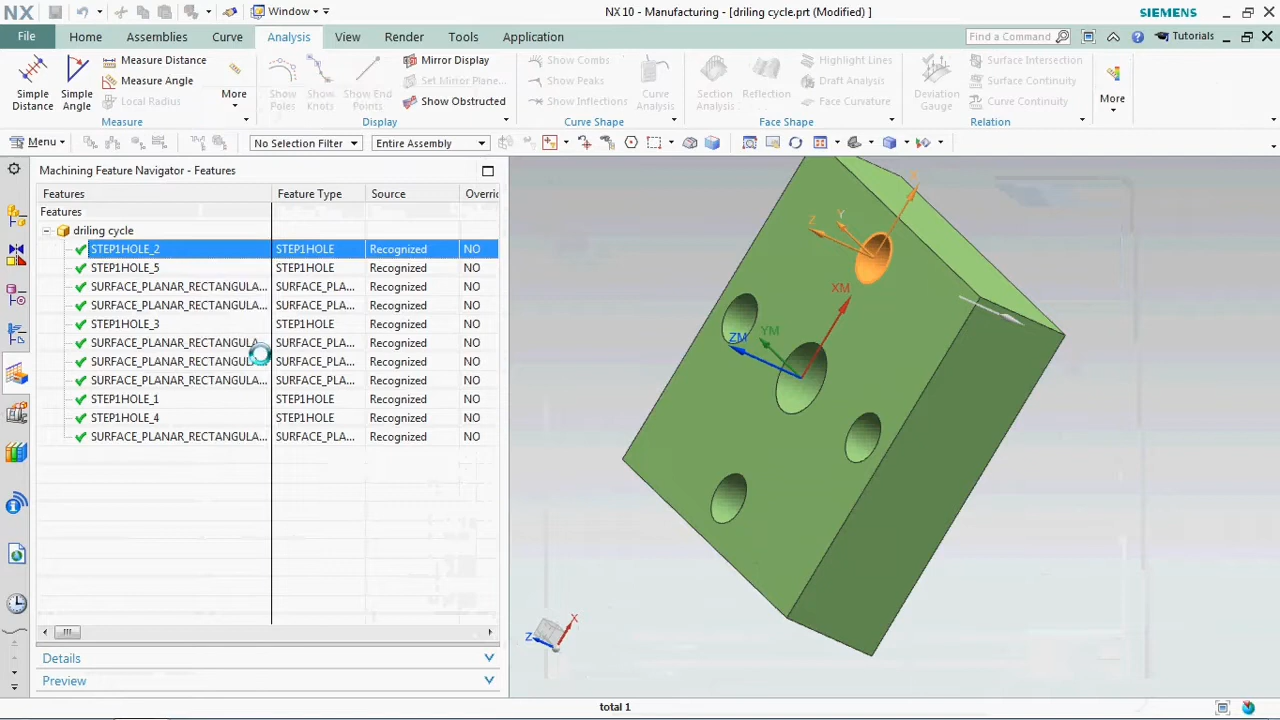 NX Window NX 10 - Manufacturing - [driling cycle.prt (Modified) ] SIEMENS
File Home Assemblies Curve Analysis View Render Tools Application Find a Command Tutorials
Simple Distance
Simple Angle
Measure Distance
Measure Angle
Local Radius
More
Measure
Show Poles
Show Knots
Show End Points
Mirror Display
Set Mirror Plane...
Show Obstructed
Display
Show Combs
Show Peaks
Show Inflections
Curve Analysis
Curve Shape
Section Analysis
Reflection
Highlight Lines
Draft Analysis
Face Curvature
Face Shape
Deviation Gauge
Surface Intersection
Surface Continuity
Curve Continuity
Relation
More
Menu No Selection Filter Entire Assembly
Machining Feature Navigator - Features
Features Feature Type Source Overric
Features
driling cycle
STEP1HOLE_2 STEP1HOLE Recognized NO
STEP1HOLE_5 STEP1HOLE Recognized NO
SURFACE_PLANAR_RECTANGULA... SURFACE_PLA... Recognized NO
SURFACE_PLANAR_RECTANGULA... SURFACE_PLA... Recognized NO
STEP1HOLE_3 STEP1HOLE Recognized NO
SURFACE_PLANAR_RECTANGULA... SURFACE_PLA... Recognized NO
SURFACE_PLANAR_RECTANGULA... SURFACE_PLA... Recognized NO
SURFACE_PLANAR_RECTANGULA... SURFACE_PLA... Recognized NO
STEP1HOLE_1 STEP1HOLE Recognized NO
STEP1HOLE_4 STEP1HOLE Recognized NO
SURFACE_PLANAR_RECTANGULA... SURFACE_PLA... Recognized NO
Z Y
XM
YM
ZM
X
Z
Details
Preview
total 1